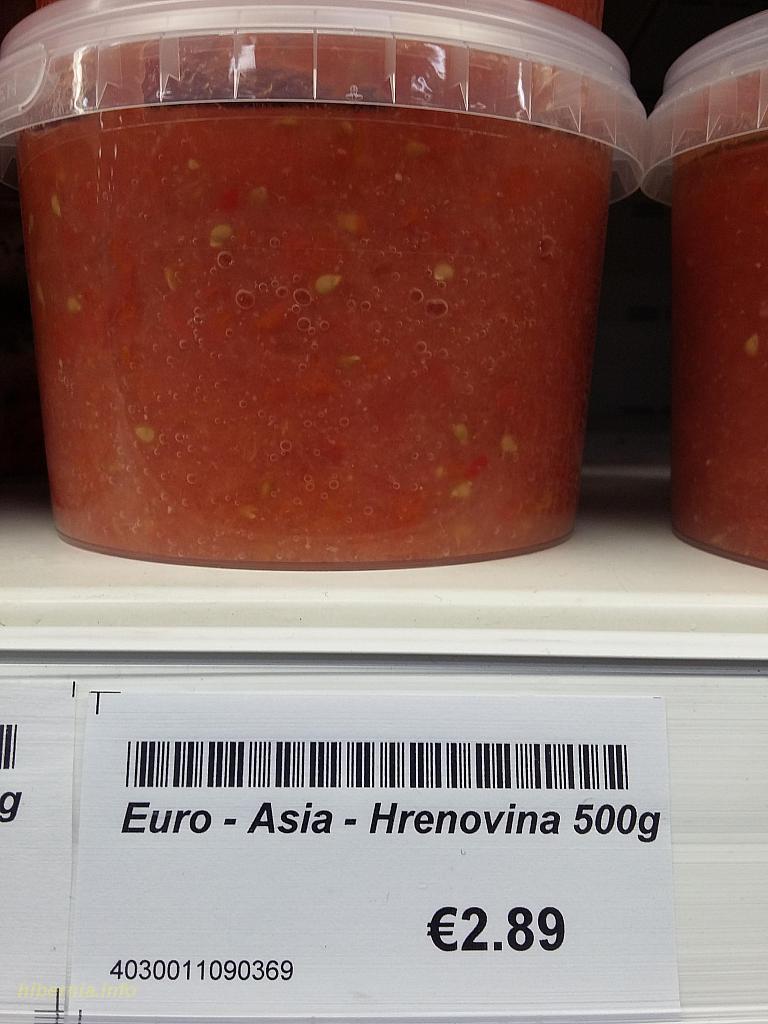 g
Euro - Asia - Hrenovina 500g
€2.89
4030011090369
hibernia.info